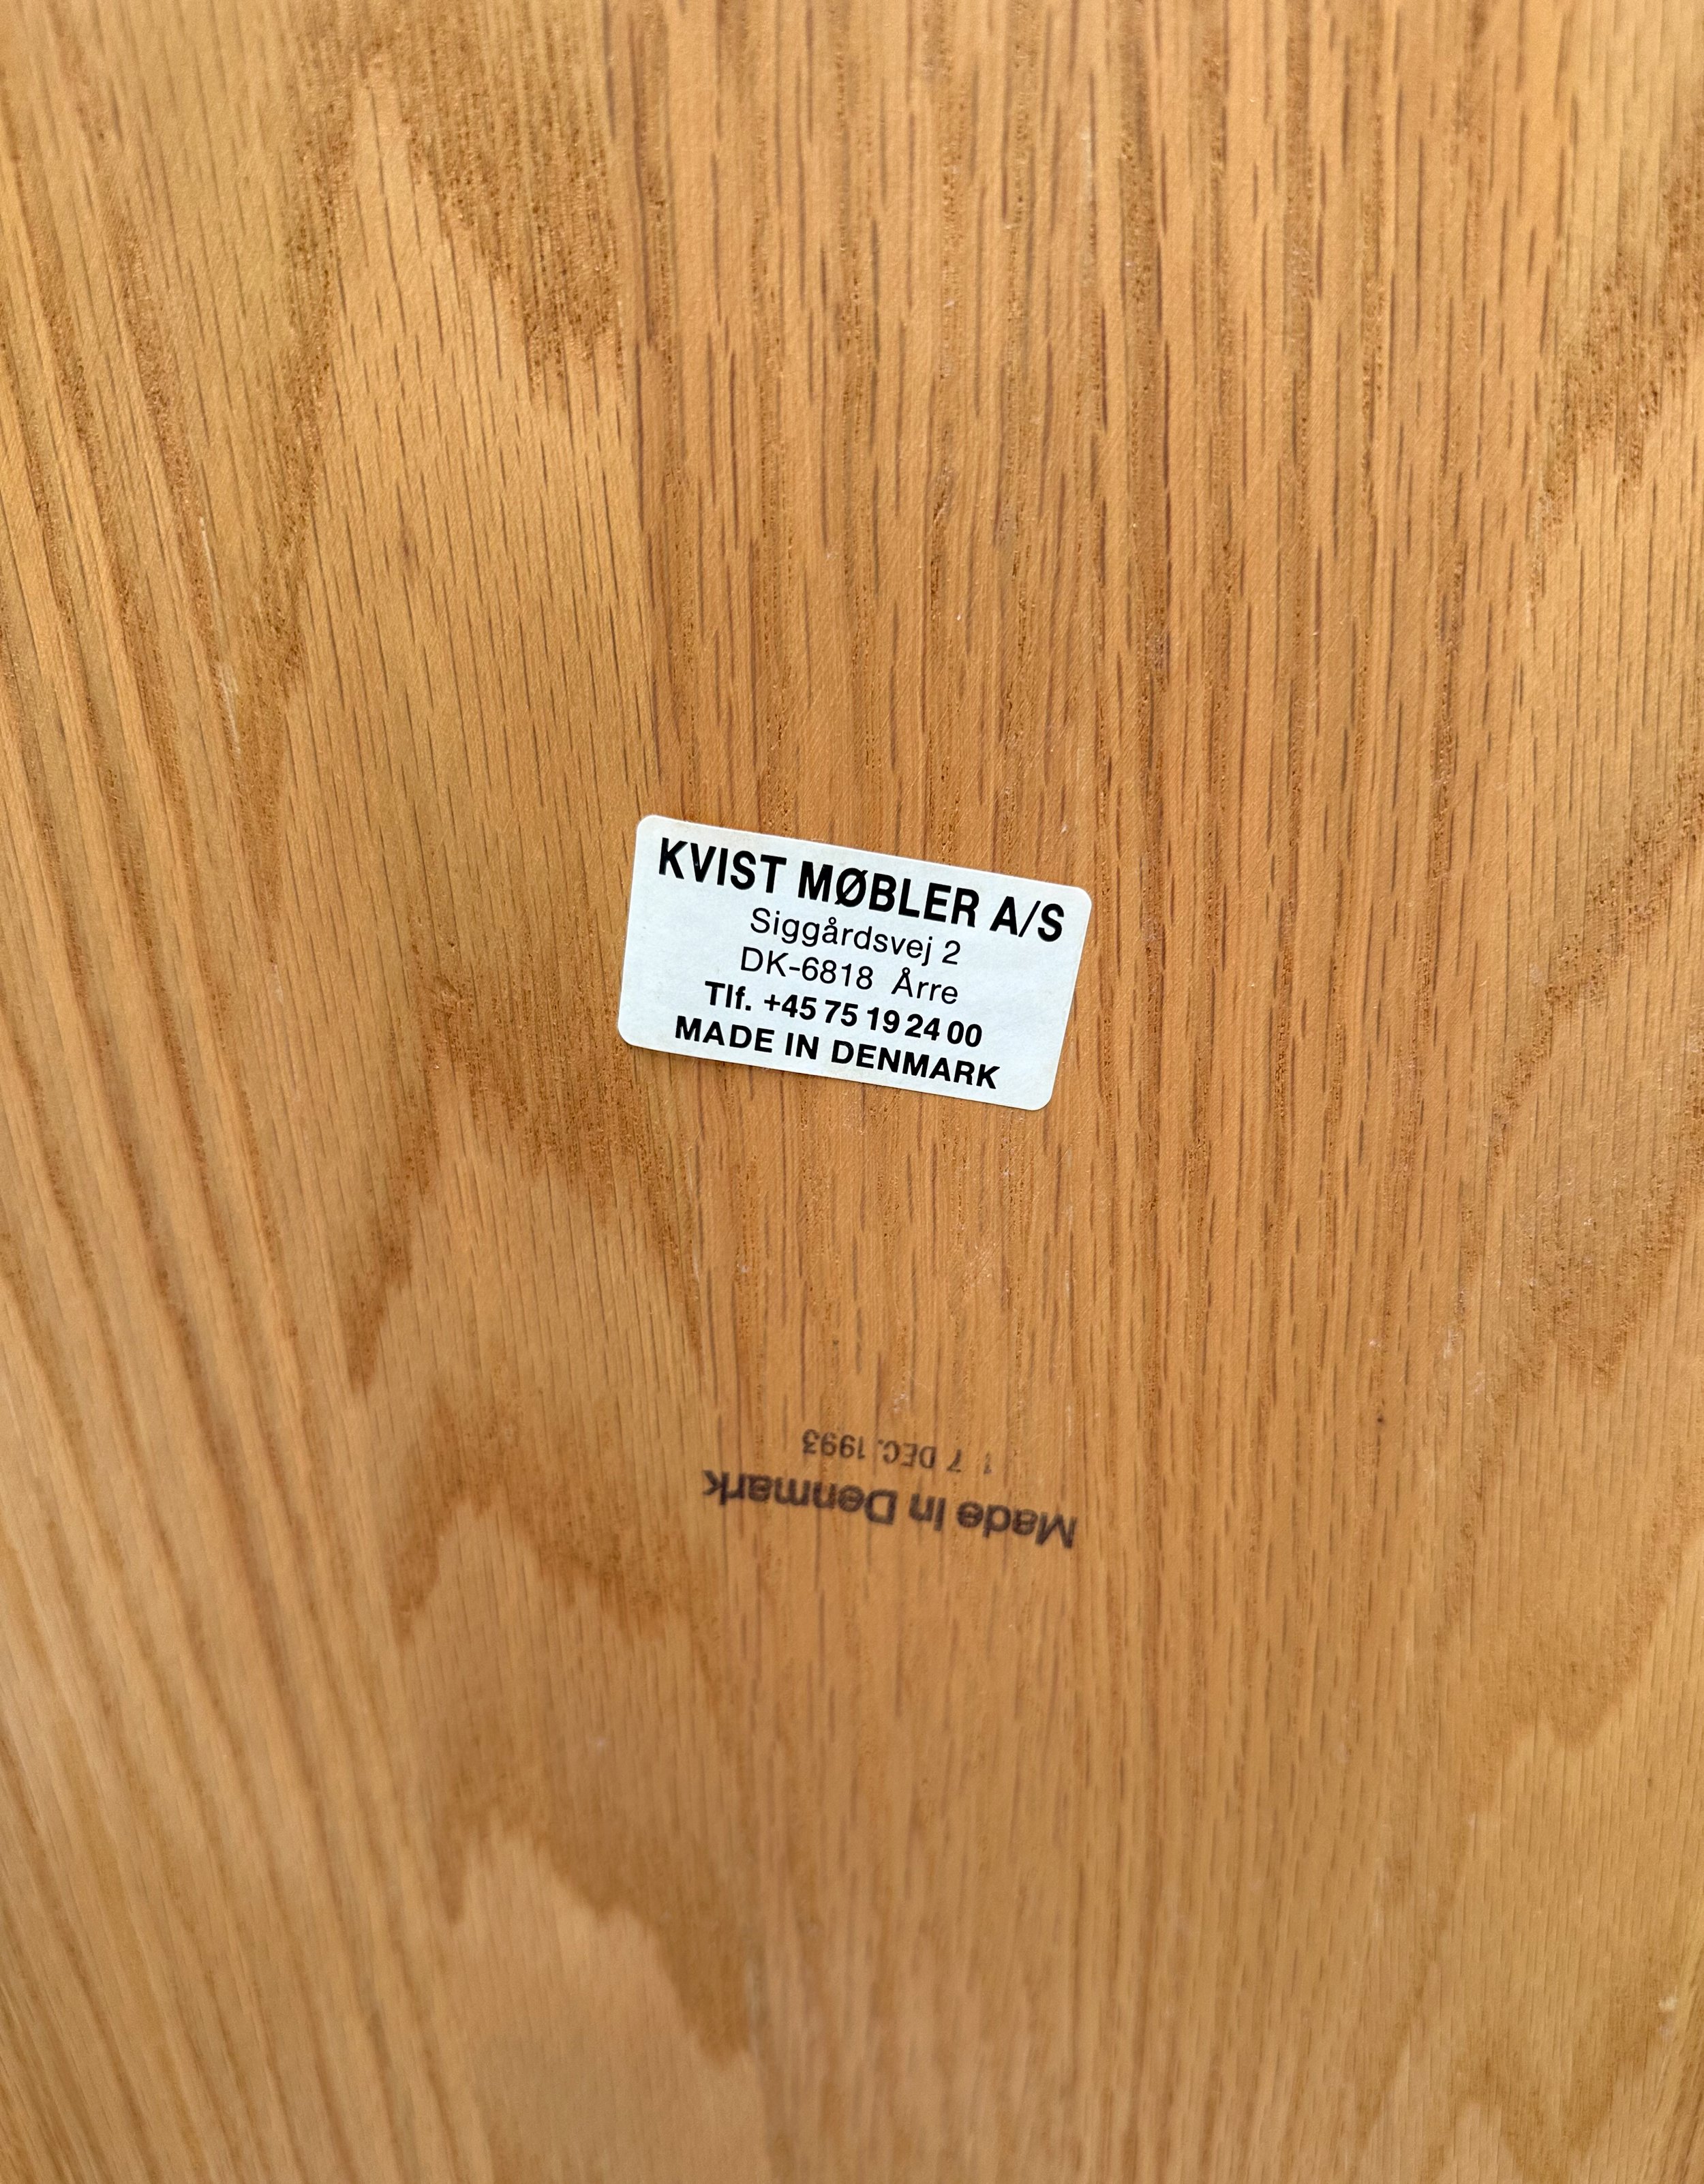 KVIST MØBLER A/S
Siggårdsvej 2
DK-6818 Årre
Tlf. +45 75 19 24 00
MADE IN DENMARK
Made In Denmark
1 7 DEC. 1993